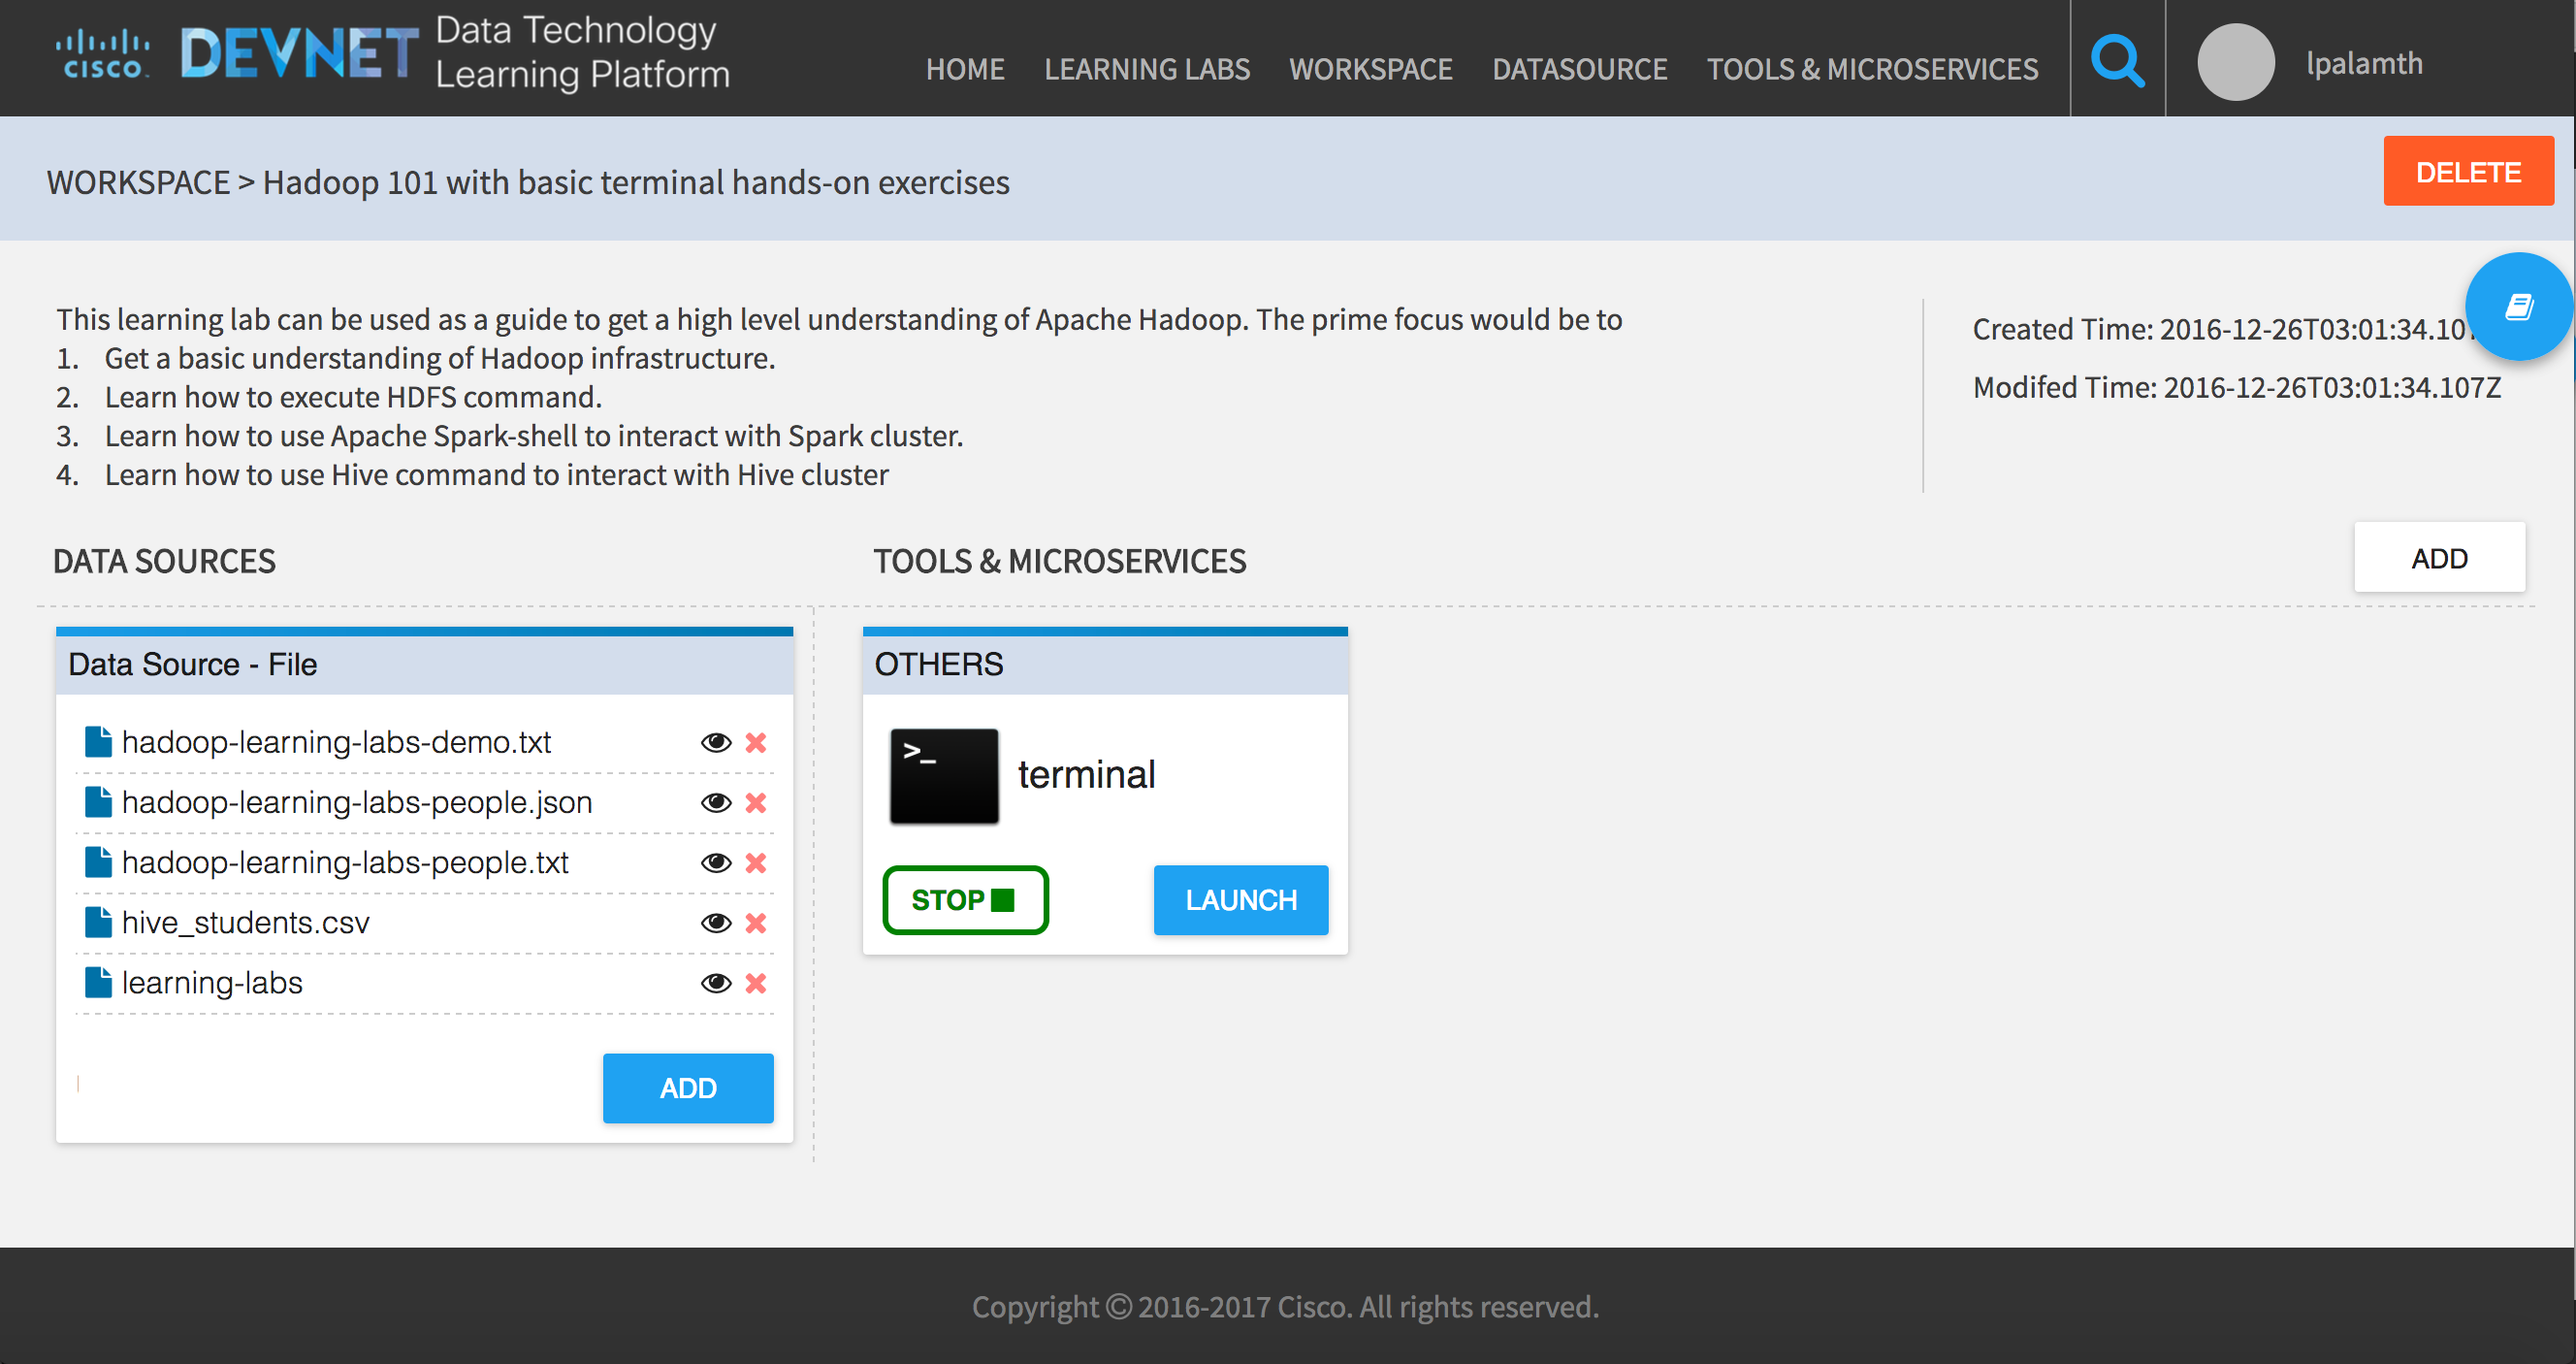 CISCO
DEVNET
Data Technology
Learning Platform
HOME
LEARNING LABS
WORKSPACE
DATASOURCE
TOOLS & MICROSERVICES
lpalamth
WORKSPACE > Hadoop 101 with basic terminal hands-on exercises
DELETE
This learning lab can be used as a guide to get a high level understanding of Apache Hadoop. The prime focus would be to
1. Get a basic understanding of Hadoop infrastructure.
2. Learn how to execute HDFS command.
3. Learn how to use Apache Spark-shell to interact with Spark cluster.
4. Learn how to use Hive command to interact with Hive cluster
Created Time: 2016-12-26T03:01:34.10
Modifed Time: 2016-12-26T03:01:34.107Z
DATA SOURCES
TOOLS & MICROSERVICES
ADD
Data Source - File
hadoop-learning-labs-demo.txt
hadoop-learning-labs-people.json
hadoop-learning-labs-people.txt
hive_students.csv
learning-labs
ADD
OTHERS
>_
terminal
STOP
LAUNCH
Copyright © 2016-2017 Cisco. All rights reserved.